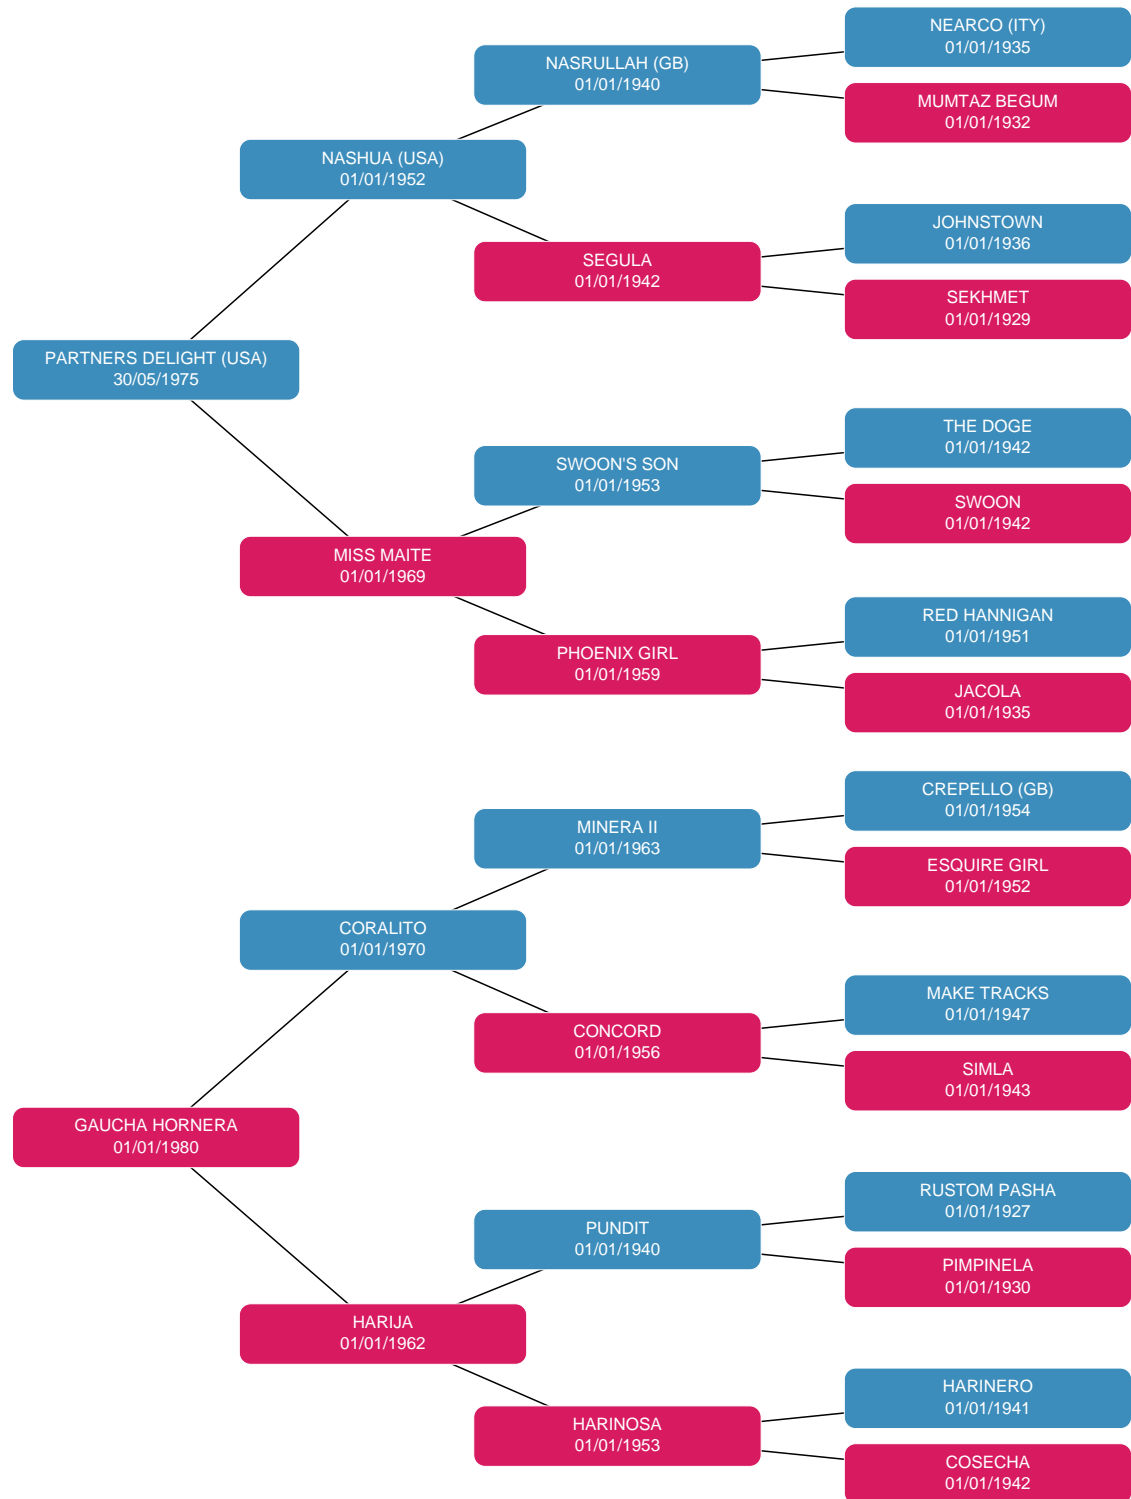 NEARCO (ITY)
01/01/1935
NASRULLAH (GB)
01/01/1940
MUMTAZ BEGUM
01/01/1932
NASHUA (USA)
01/01/1952
JOHNSTOWN
01/01/1936
SEGULA
01/01/1942
SEKHMET
01/01/1929
PARTNERS DELIGHT (USA)
30/05/1975
THE DOGE
01/01/1942
SWOON'S SON
01/01/1953
SWOON
01/01/1942
MISS MAITE
01/01/1969
RED HANNIGAN
01/01/1951
PHOENIX GIRL
01/01/1959
JACOLA
01/01/1935
CREPELLO (GB)
01/01/1954
MINERA II
01/01/1963
ESQUIRE GIRL
01/01/1952
CORALITO
01/01/1970
MAKE TRACKS
01/01/1947
CONCORD
01/01/1956
SIMLA
01/01/1943
GAUCHA HORNERA
01/01/1980
RUSTOM PASHA
01/01/1927
PUNDIT
01/01/1940
PIMPINELA
01/01/1930
HARIJA
01/01/1962
HARINERO
01/01/1941
HARINOSA
01/01/1953
COSECHA
01/01/1942